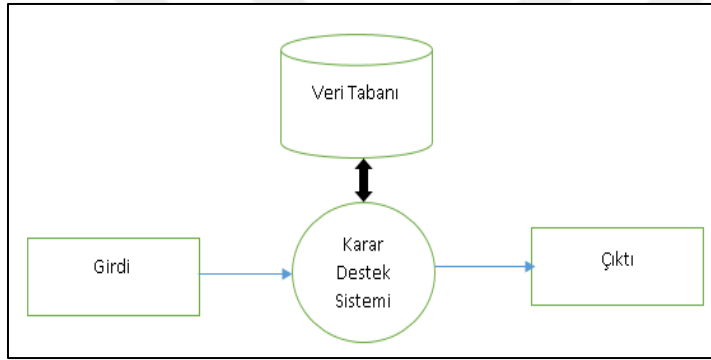 Veri Tabanı
Girdi
Karar
Destek
Sistemi
Çıktı